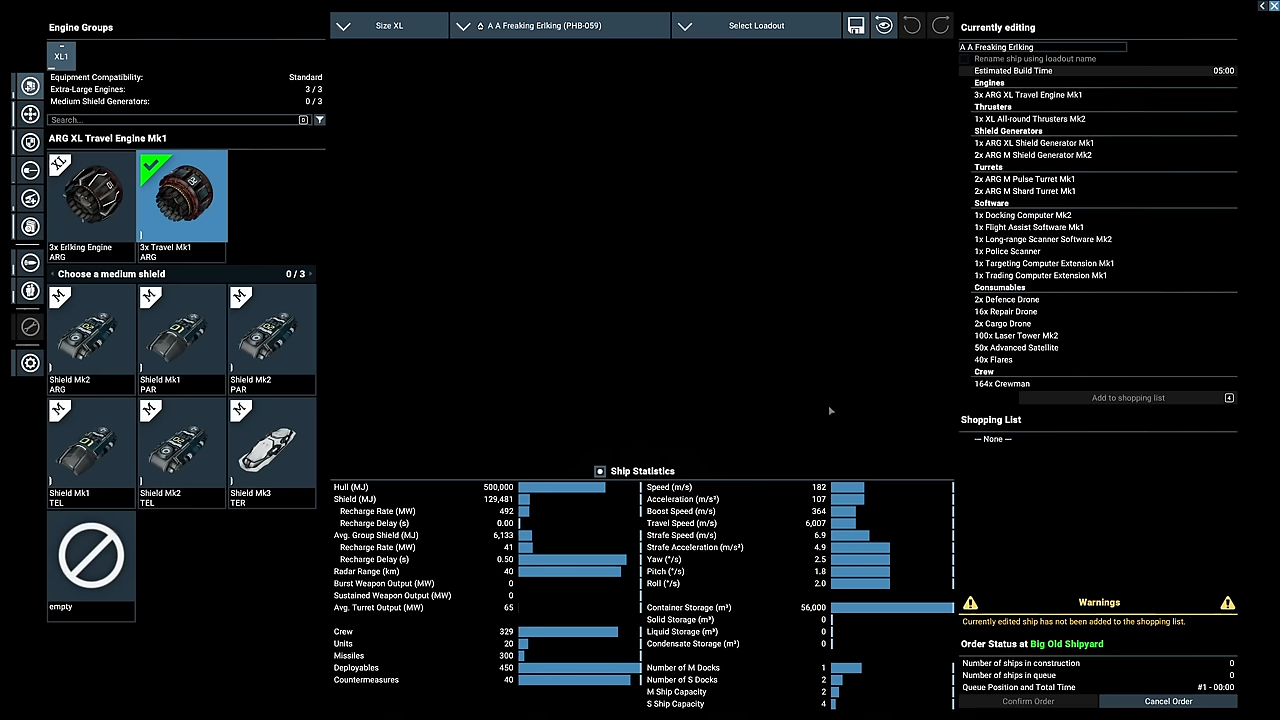 Engine Groups
XL1
Equipment Compatibility: Standard
Extra-Large Engines: 3 / 3
Medium Shield Generators: 0 / 3
Search...
ARG XL Travel Engine Mk1
XL
3x Erlking Engine
ARG
3x Travel Mk1
ARG
Choose a medium shield 0 / 3
M
Shield Mk2
ARG
M
Shield Mk1
PAR
M
Shield Mk2
PAR
M
Shield Mk1
TEL
M
Shield Mk2
TEL
M
Shield Mk3
TER
empty
Size XL
A A Freaking Erlking (PHB-059)
Select Loadout
Ship Statistics
Hull (MJ) 500,000
Shield (MJ) 129,481
Recharge Rate (MW) 492
Recharge Delay (s) 0.00
Avg. Group Shield (MJ) 6,133
Recharge Rate (MW) 41
Recharge Delay (s) 0.50
Radar Range (km) 40
Burst Weapon Output (MW) 0
Sustained Weapon Output (MW) 0
Avg. Turret Output (MW) 65
Crew 329
Units 20
Missiles 300
Deployables 450
Countermeasures 40
Speed (m/s) 182
Acceleration (m/s²) 107
Boost Speed (m/s) 364
Travel Speed (m/s) 6,007
Strafe Speed (m/s) 6.9
Strafe Acceleration (m/s²) 4.9
Yaw (°/s) 2.5
Pitch (°/s) 1.8
Roll (°/s) 2.0
Container Storage (m³) 56,000
Solid Storage (m³) 0
Liquid Storage (m³) 0
Condensate Storage (m³) 0
Number of M Docks 1
Number of S Docks 2
M Ship Capacity 2
S Ship Capacity 4
Currently editing
A A Freaking Erlking
Rename ship using loadout name
Estimated Build Time 05:00
Engines
3x ARG XL Travel Engine Mk1
Thrusters
1x XL All-round Thrusters Mk2
Shield Generators
1x ARG XL Shield Generator Mk1
2x ARG M Shield Generator Mk2
Turrets
2x ARG M Pulse Turret Mk1
2x ARG M Shard Turret Mk1
Software
1x Docking Computer Mk2
1x Flight Assist Software Mk1
1x Long-range Scanner Software Mk2
1x Police Scanner
1x Targeting Computer Extension Mk1
1x Trading Computer Extension Mk1
Consumables
2x Defence Drone
16x Repair Drone
2x Cargo Drone
100x Laser Tower Mk2
50x Advanced Satellite
40x Flares
Crew
164x Crewman
Add to shopping list
Shopping List
— None —
Warnings
Currently edited ship has not been added to the shopping list.
Order Status at Big Old Shipyard
Number of ships in construction 0
Number of ships in queue 0
Queue Position and Total Time #1 - 00:00
Confirm Order
Cancel Order